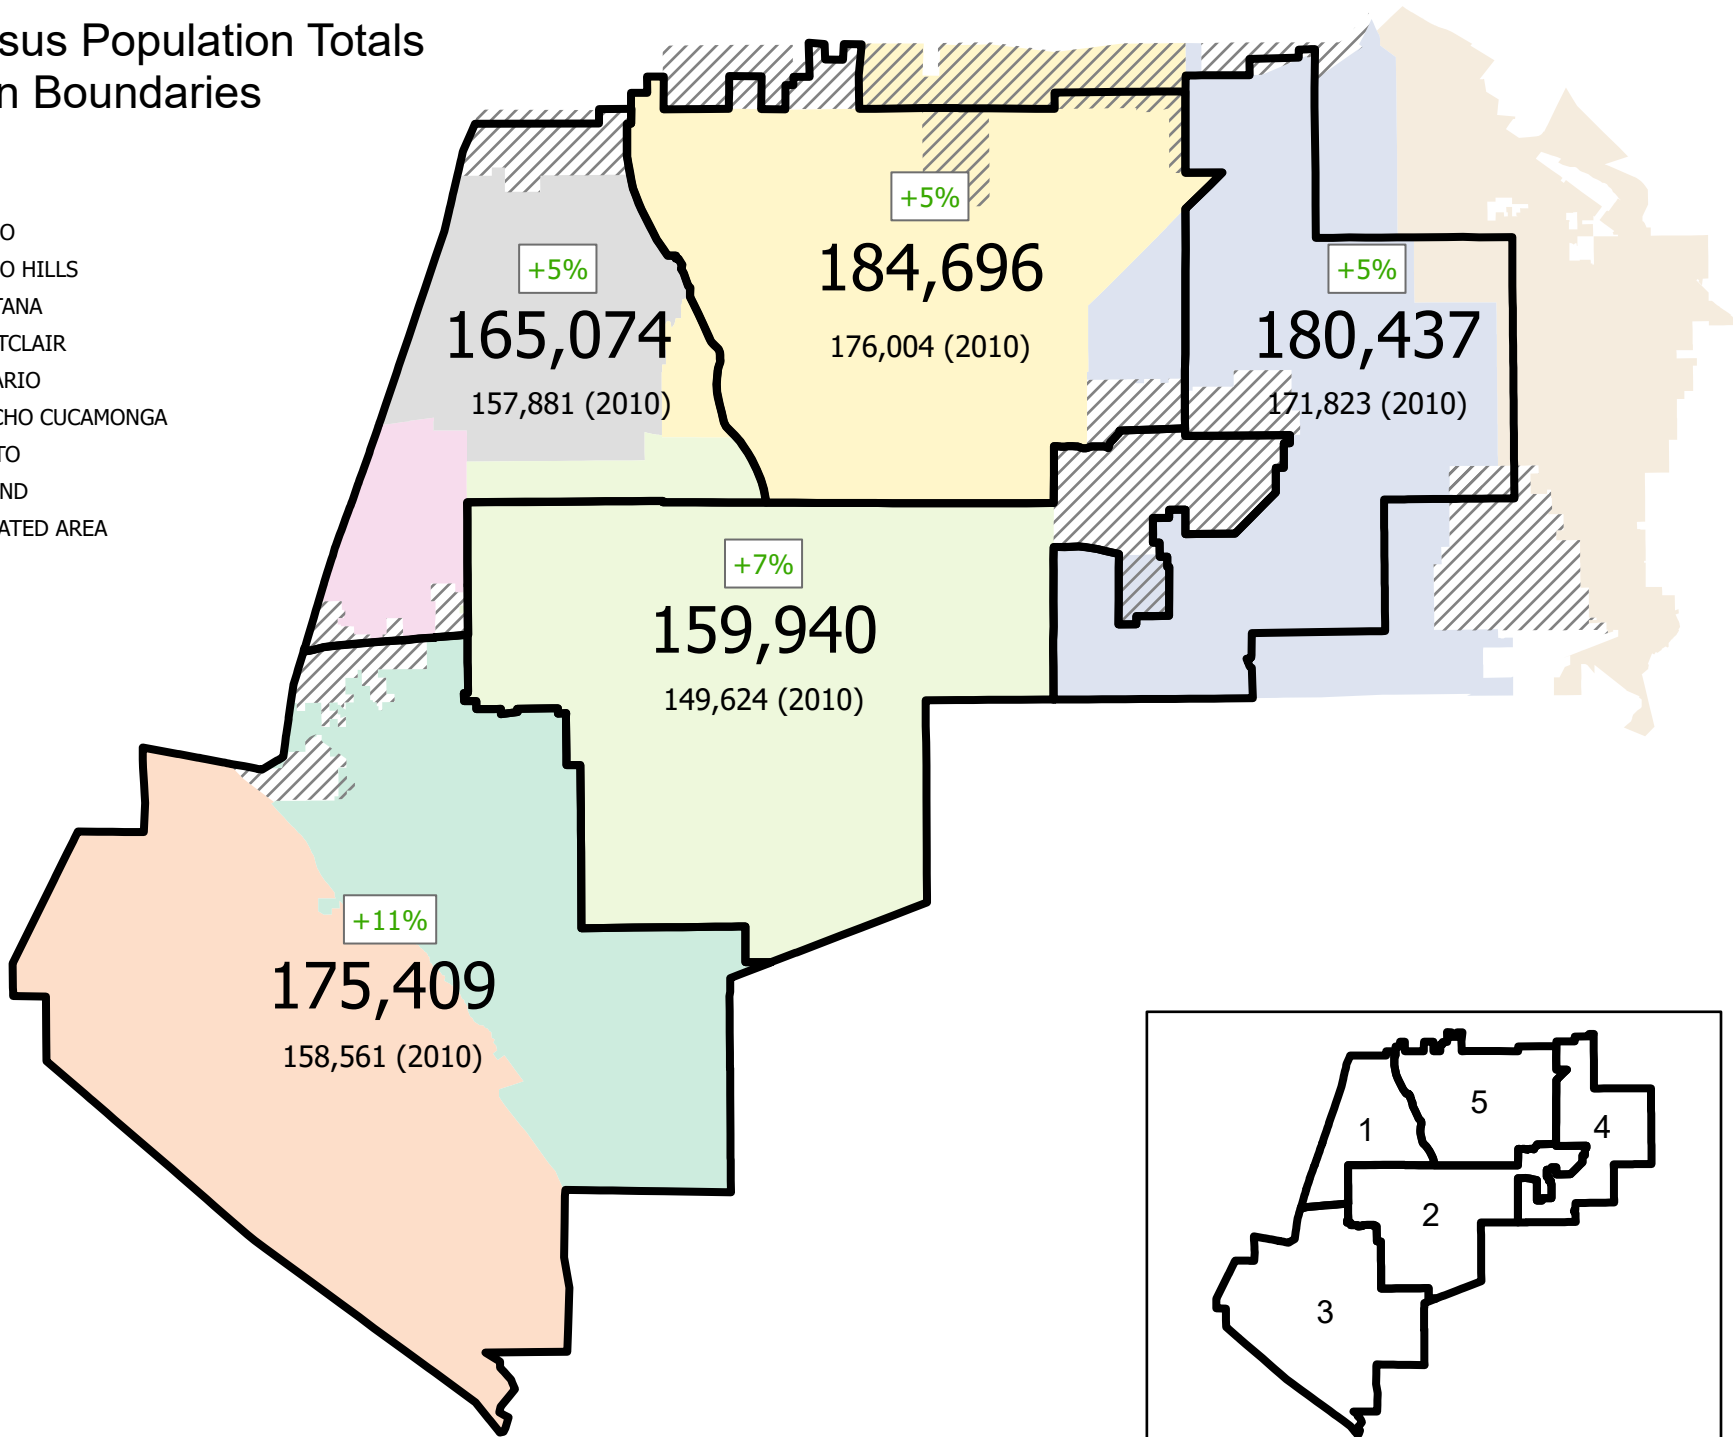 sus Population Totals
n Boundaries
O
O HILLS
TANA
TCLAIR
ARIO
CHO CUCAMONGA
TO
ND
ATED AREA
+5%
184,696
176,004 (2010)
+5%
165,074
157,881 (2010)
+5%
180,437
171,823 (2010)
+7%
159,940
149,624 (2010)
+11%
175,409
158,561 (2010)
5
1
4
2
3